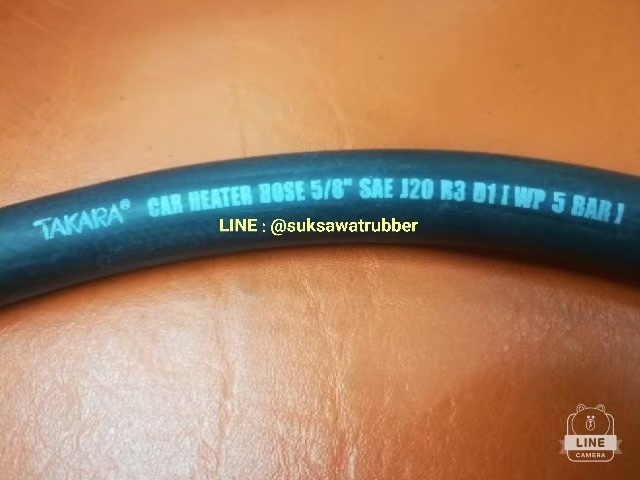 TAKARA® CAR HEATER HOSE 5/8" SAE J20 R3 D1 [ WP 5 BAR ]
LINE : @suksawatrubber
LINE
CAMERA